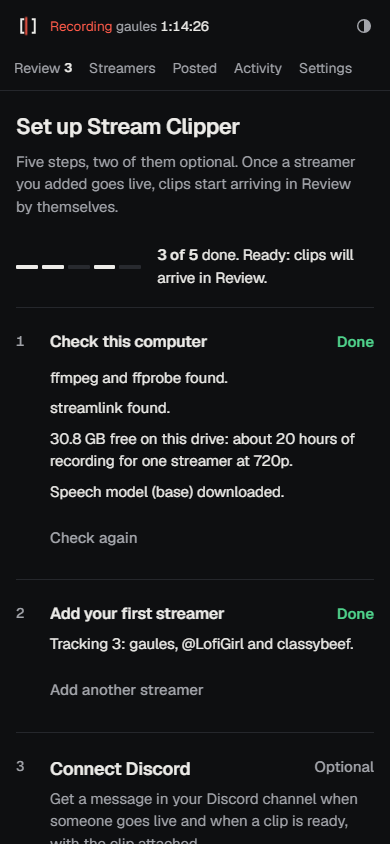 Recording gaules 1:14:26
Review 3 Streamers Posted Activity Settings
Set up Stream Clipper
Five steps, two of them optional. Once a streamer
you added goes live, clips start arriving in Review
by themselves.
3 of 5 done. Ready: clips will
arrive in Review.
1 Check this computer Done
ffmpeg and ffprobe found.
streamlink found.
30.8 GB free on this drive: about 20 hours of
recording for one streamer at 720p.
Speech model (base) downloaded.
Check again
2 Add your first streamer Done
Tracking 3: gaules, @LofiGirl and classybeef.
Add another streamer
3 Connect Discord Optional
Get a message in your Discord channel when
someone goes live and when a clip is ready,
with the clip attached.